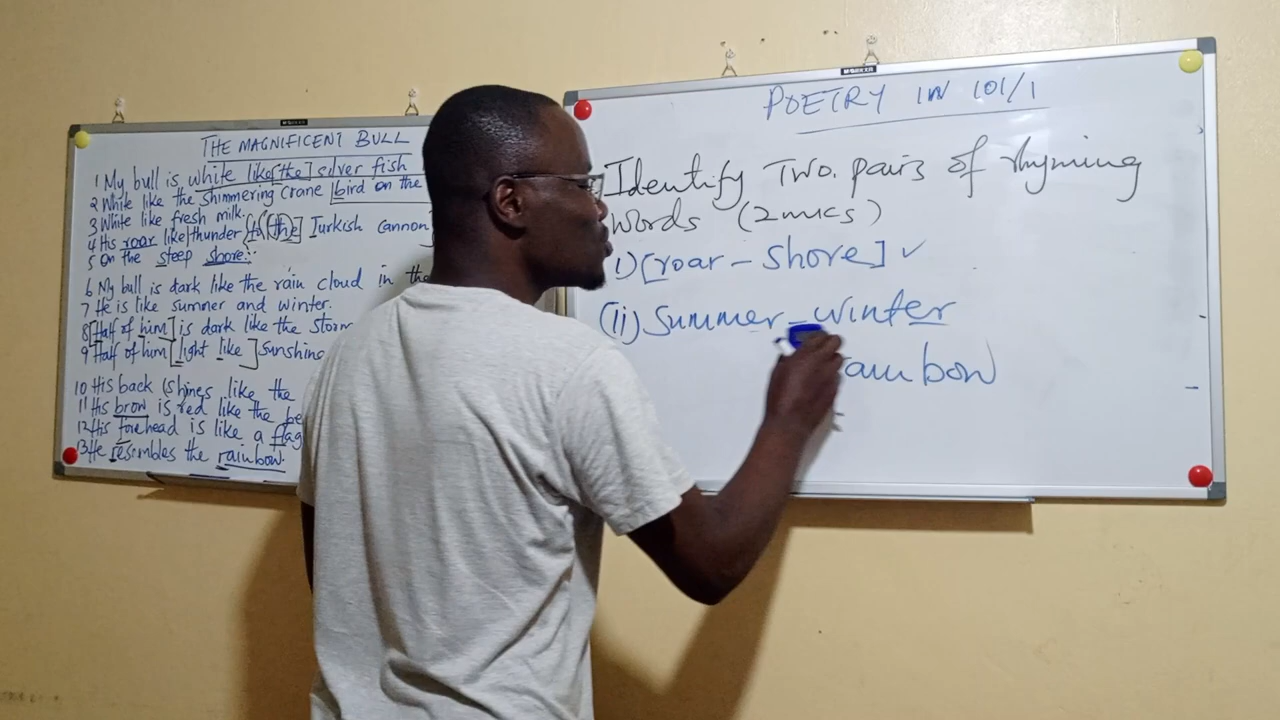 THE MAGNIFICENT BULL
1 My bull is white like [the] silver fish
2 White like the shimmering crane [bird on the
3 White like fresh milk.
4 His roar like thunder (to (the)] Turkish cannon]
5 On the steep shore.
6 My bull is dark like the rain cloud in the
7 He is like summer and winter.
8 [Half of him] is dark like the storm
9 Half of him [light like] Sunshine
10 His back (shines like the
11 His brow is red like the be
12 His forehead is like a flag
13 He resembles the rainbow
MARKER
POETRY IN 101/1
Identify Two. pairs of rhyming
Words (2mks)
i) [roar - shore] ✓
(ii) Summer - Winter
ainbow